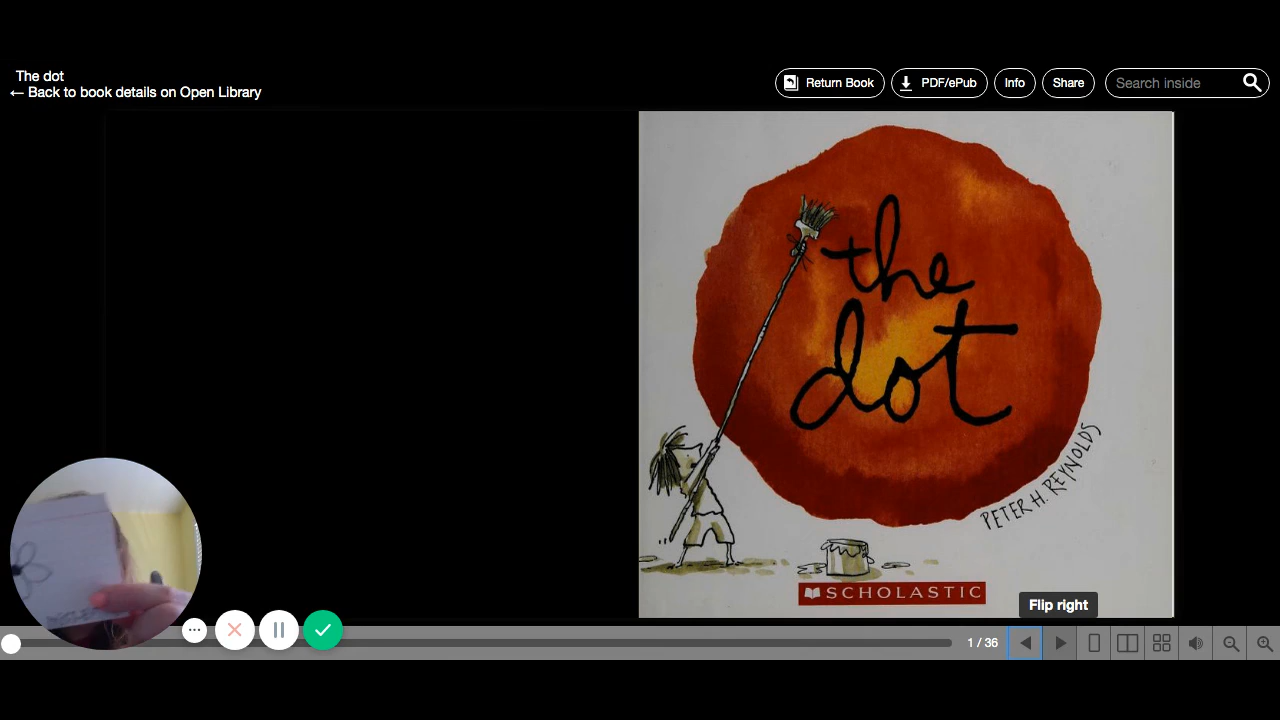 The dot
← Back to book details on Open Library
Return Book
PDF/ePub
Info
Share
Search inside
the
dot
PETER H. REYNOLDS
SCHOLASTIC
Flip right
1 / 36